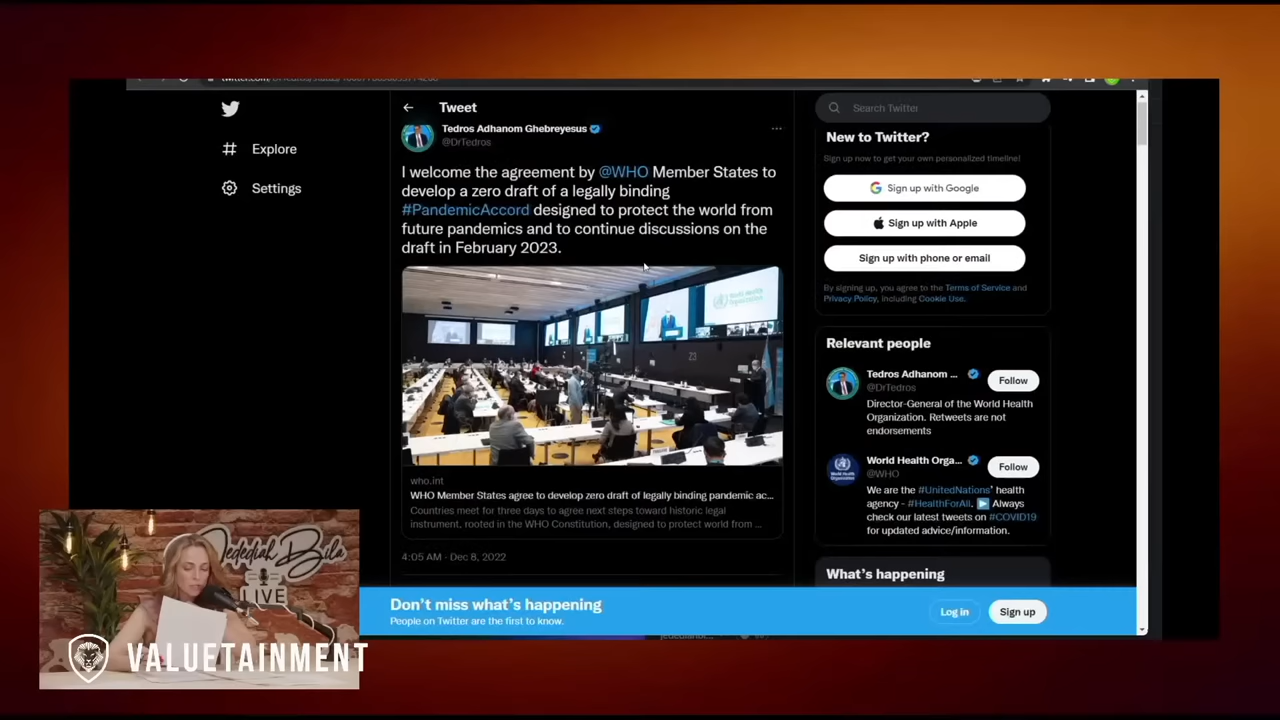 Tweet
Tedros Adhanom Ghebreyesus
@DrTedros
I welcome the agreement by @WHO Member States to
develop a zero draft of a legally binding
#PandemicAccord designed to protect the world from
future pandemics and to continue discussions on the
draft in February 2023.
World Health
Organization
23
who.int
WHO Member States agree to develop zero draft of legally binding pandemic ac...
Countries meet for three days to agree next steps toward historic legal
instrument, rooted in the WHO Constitution, designed to protect world from ...
4:05 AM · Dec 8, 2022
Explore
Settings
Search Twitter
New to Twitter?
Sign up now to get your own personalized timeline!
Sign up with Google
Sign up with Apple
Sign up with phone or email
By signing up, you agree to the Terms of Service and
Privacy Policy, including Cookie Use.
Relevant people
Tedros Adhanom ...
@DrTedros
Follow
Director-General of the World Health
Organization. Retweets are not
endorsements
World Health Orga...
@WHO
Follow
We are the #UnitedNations' health
agency - #HealthForAll. Always
check our latest tweets on #COVID19
for updated advice/information.
What's happening
Don't miss what's happening
People on Twitter are the first to know.
Log in
Sign up
Jedediah Bila
LIVE
VALUETAINMENT